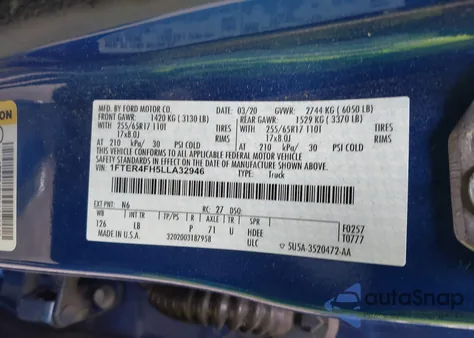 MFD. BY FORD MOTOR CO.
DATE: 03/20 GVWR: 2744 KG (6050 LB)
FRONT GAWR: 1420 KG (3130 LB) REAR GAWR: 1529 KG (3370 LB)
WITH 255/65R17 110T TIRES WITH 255/65R17 110T TIRES
17x8.0J RIMS 17x8.0J RIMS
AT 210 kPa/ 30 PSI COLD AT 210 kPa/ 30 PSI COLD
THIS VEHICLE CONFORMS TO ALL APPLICABLE FEDERAL MOTOR VEHICLE
SAFETY STANDARDS IN EFFECT ON THE DATE OF MANUFACTURE SHOWN ABOVE.
VIN: 1FTER4FH5LLA32946
TYPE: Truck
EXT PNT: N6 RC: 27 DSO:
WB INT TR TP/PS R AXLE TR SPR
126 LB P 71 U HDEE F0257
MADE IN U.S.A. 3202003187958 ULC T0777
5U5A-3520472-AA
autoSnap